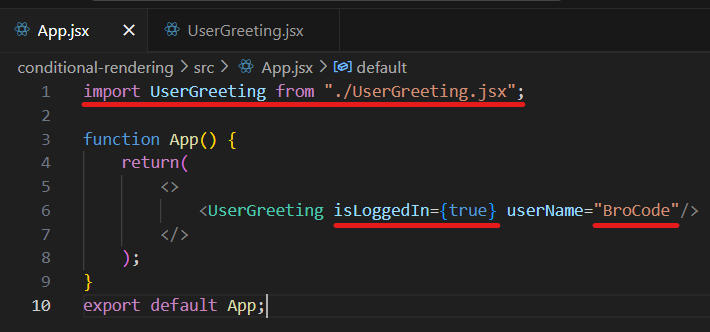 App.jsx
UserGreeting.jsx
conditional-rendering > src > App.jsx > default
1 import UserGreeting from "./UserGreeting.jsx";
2
3 function App() {
4 return(
5 <>
6 <UserGreeting isLoggedIn={true} userName="BroCode"/>
7 </>
8 );
9 }
10 export default App;